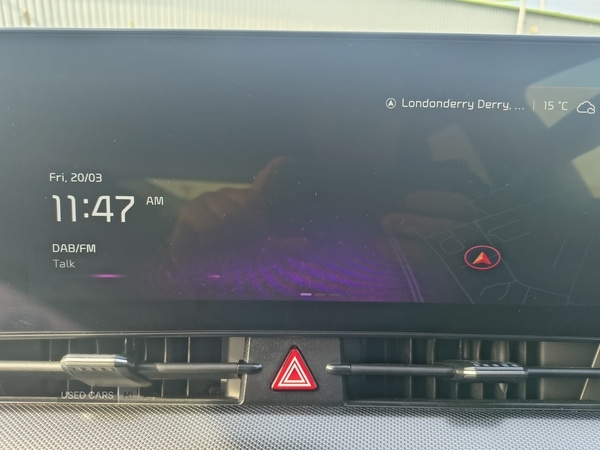 Londonderry Derry, ... | 15 °C
Fri, 20/03
11:47 AM
DAB/FM
Talk
USED CARS